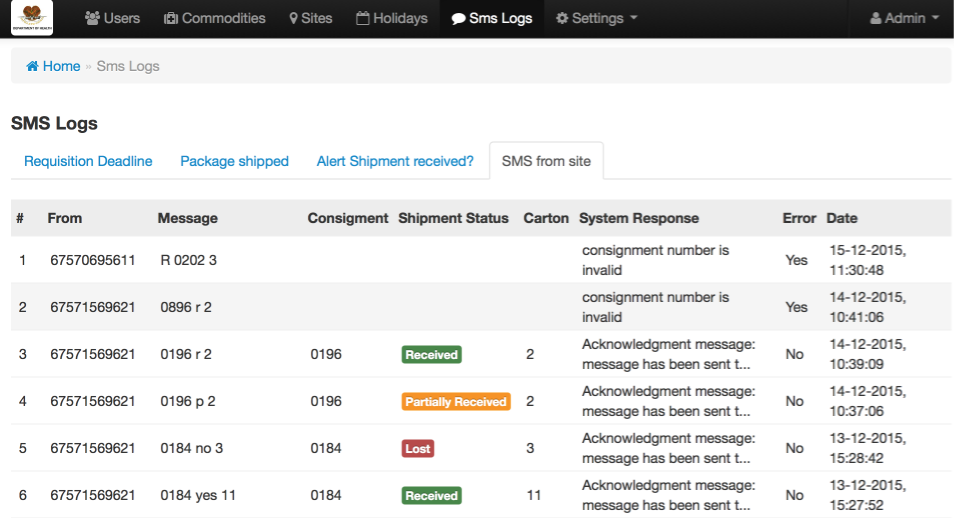 DEPARTMENT OF HEALTH
Users Commodities Sites Holidays Sms Logs Settings Admin
Home » Sms Logs
SMS Logs
Requisition Deadline Package shipped Alert Shipment received? SMS from site
# From Message Consigment Shipment Status Carton System Response Error Date
1 67570695611 R 0202 3 consignment number is invalid Yes 15-12-2015, 11:30:48
2 67571569621 0896 r 2 consignment number is invalid Yes 14-12-2015, 10:41:06
3 67571569621 0196 r 2 0196 Received 2 Acknowledgment message: message has been sent t... No 14-12-2015, 10:39:09
4 67571569621 0196 p 2 0196 Partially Received 2 Acknowledgment message: message has been sent t... No 14-12-2015, 10:37:06
5 67571569621 0184 no 3 0184 Lost 3 Acknowledgment message: message has been sent t... No 13-12-2015, 15:28:42
6 67571569621 0184 yes 11 0184 Received 11 Acknowledgment message: message has been sent t... No 13-12-2015, 15:27:52